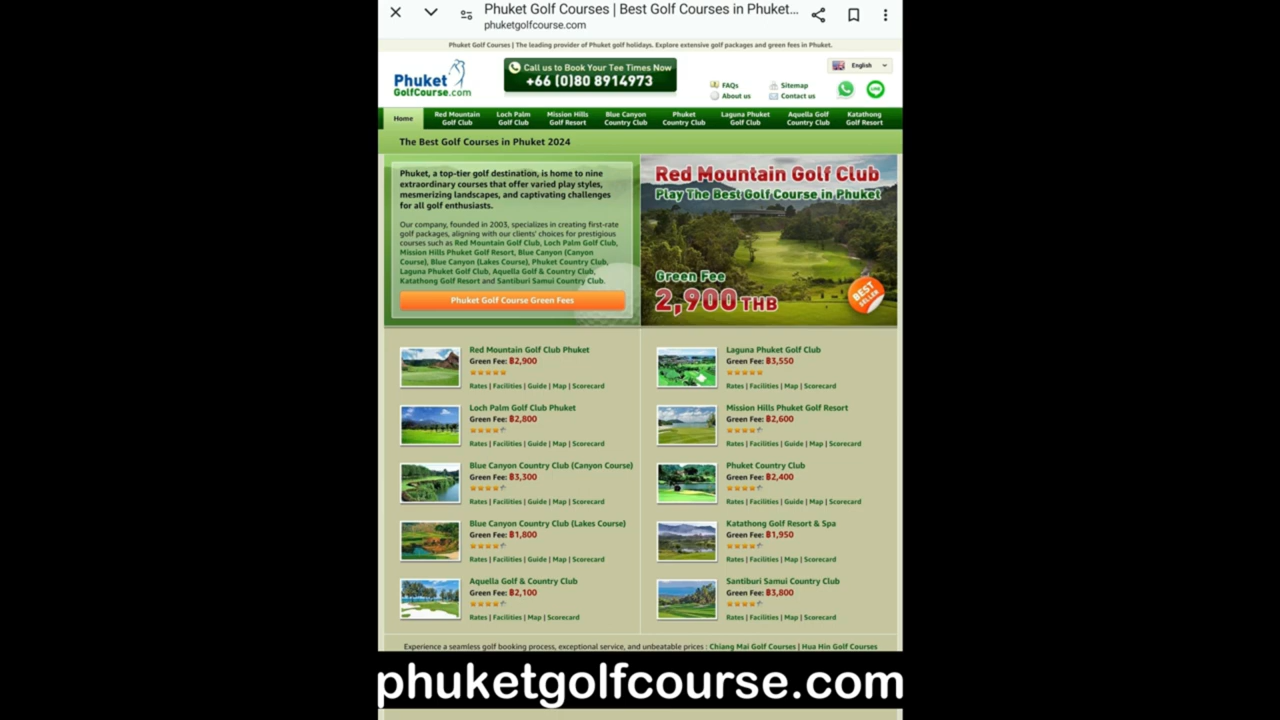 Phuket Golf Courses | Best Golf Courses in Phuket...
phuketgolfcourse.com
Phuket Golf Courses | The leading provider of Phuket golf holidays. Explore extensive golf packages and green fees in Phuket.
Phuket
GolfCourse.com
Call us to Book Your Tee Times Now
+66 (0)80 8914973
English
FAQs
Sitemap
About us
Contact us
LINE
Home
Red Mountain
Golf Club
Loch Palm
Golf Club
Mission Hills
Golf Resort
Blue Canyon
Country Club
Phuket
Country Club
Laguna Phuket
Golf Club
Aquella Golf
Country Club
Katathong
Golf Resort
The Best Golf Courses in Phuket 2024
Phuket, a top-tier golf destination, is home to nine
extraordinary courses that offer varied play styles,
mesmerizing landscapes, and captivating challenges
for all golf enthusiasts.
Our company, founded in 2003, specializes in creating first-rate
golf packages, aligning with our clients' choices for prestigious
courses such as Red Mountain Golf Club, Loch Palm Golf Club,
Mission Hills Phuket Golf Resort, Blue Canyon (Canyon
Course), Blue Canyon (Lakes Course), Phuket Country Club,
Laguna Phuket Golf Club, Aquella Golf & Country Club,
Katathong Golf Resort and Santiburi Samui Country Club.
Phuket Golf Course Green Fees
Red Mountain Golf Club
Play The Best Golf Course in Phuket
Green Fee
2,900 THB
BEST
SELLER
Red Mountain Golf Club Phuket
Green Fee: ฿2,900
Rates | Facilities | Guide | Map | Scorecard
Loch Palm Golf Club Phuket
Green Fee: ฿2,800
Rates | Facilities | Guide | Map | Scorecard
Blue Canyon Country Club (Canyon Course)
Green Fee: ฿3,300
Rates | Facilities | Guide | Map | Scorecard
Blue Canyon Country Club (Lakes Course)
Green Fee: ฿1,800
Rates | Facilities | Guide | Map | Scorecard
Aquella Golf & Country Club
Green Fee: ฿2,100
Rates | Facilities | Map | Scorecard
Laguna Phuket Golf Club
Green Fee: ฿3,550
Rates | Facilities | Map | Scorecard
Mission Hills Phuket Golf Resort
Green Fee: ฿2,600
Rates | Facilities | Guide | Map | Scorecard
Phuket Country Club
Green Fee: ฿2,400
Rates | Facilities | Guide | Map | Scorecard
Katathong Golf Resort & Spa
Green Fee: ฿1,950
Rates | Facilities | Map | Scorecard
Santiburi Samui Country Club
Green Fee: ฿3,800
Rates | Facilities | Map | Scorecard
Experience a seamless golf booking process, exceptional service, and unbeatable prices : Chiang Mai Golf Courses | Hua Hin Golf Courses
phuketgolfcourse.com